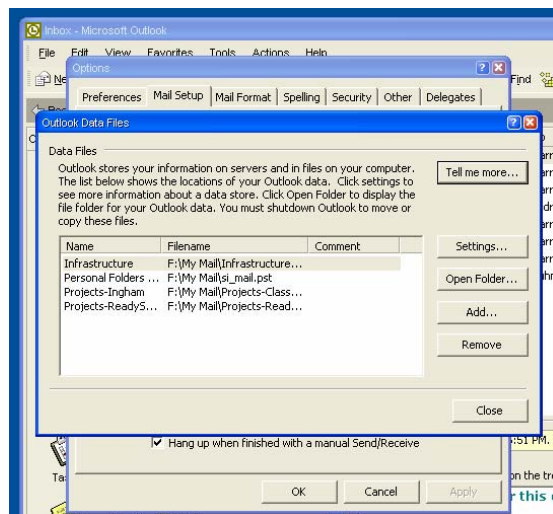 Inbox - Microsoft Outlook
File Edit View Favorites Tools Actions Help
Options
Find
Preferences Mail Setup Mail Format Spelling Security Other Delegates
Outlook Data Files
Data Files
Outlook stores your information on servers and in files on your computer.
The list below shows the locations of your Outlook data. Click settings to
see more information about a data store. Click Open Folder to display the
file folder for your Outlook data. You must shutdown Outlook to move or
copy these files.
Tell me more...
Name Filename Comment
Infrastructure F:\My Mail\Infrastructure...
Personal Folders ... F:\My Mail\si_mail.pst
Projects-Ingham F:\My Mail\Projects-Class...
Projects-ReadyS... F:\My Mail\Projects-Read...
Settings...
Open Folder...
Add...
Remove
Close
Hang up when finished with a manual Send/Receive
:51 PM.
on the tre
r this
OK Cancel Apply